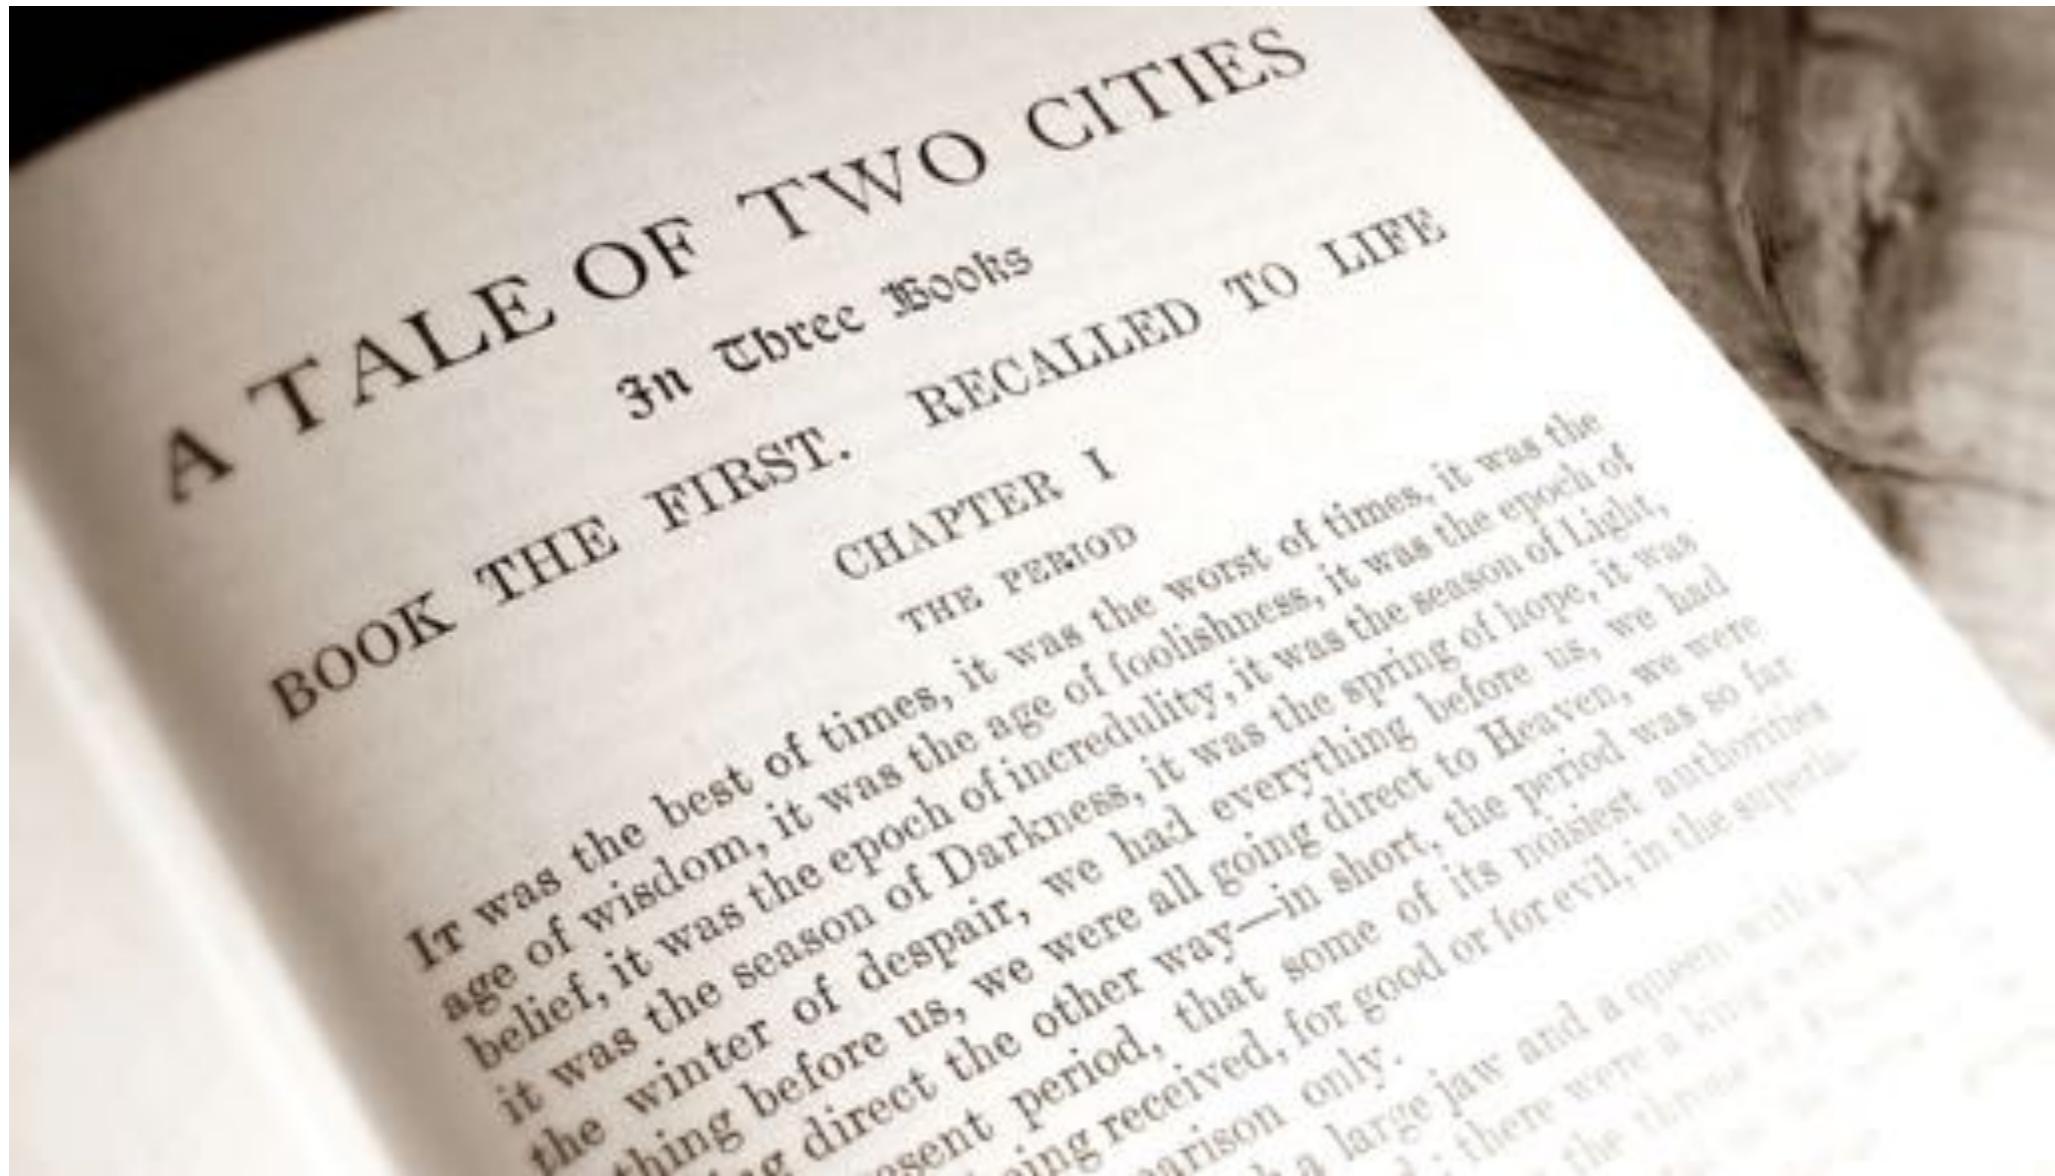 A TALE OF TWO CITIES
In Three Books
BOOK THE FIRST. RECALLED TO LIFE
CHAPTER I
THE PERIOD
IT was the best of times, it was the worst of times, it was the
age of wisdom, it was the age of foolishness, it was the epoch of
belief, it was the epoch of incredulity, it was the season of Light,
it was the season of Darkness, it was the spring of hope, it was
the winter of despair, we had everything before us, we had
thing before us, we were all going direct to Heaven, we were
direct the other way—in short, the period was so far
period, that some of its noisiest authorities
received, for good or for evil, in the superla-
only.
a large jaw and a queen with a
; there were a king with a
the throne of